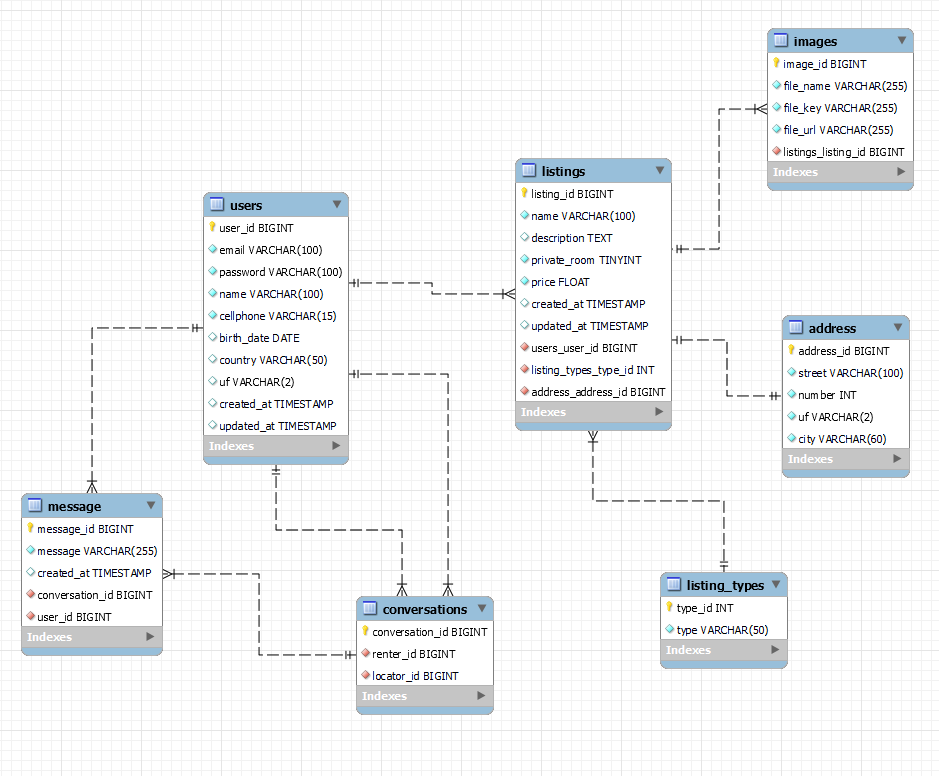 images
image_id BIGINT
file_name VARCHAR(255)
file_key VARCHAR(255)
file_url VARCHAR(255)
listings_listing_id BIGINT
Indexes
listings
listing_id BIGINT
name VARCHAR(100)
description TEXT
private_room TINYINT
price FLOAT
created_at TIMESTAMP
updated_at TIMESTAMP
users_user_id BIGINT
listing_types_type_id INT
address_address_id BIGINT
Indexes
users
user_id BIGINT
email VARCHAR(100)
password VARCHAR(100)
name VARCHAR(100)
cellphone VARCHAR(15)
birth_date DATE
country VARCHAR(50)
uf VARCHAR(2)
created_at TIMESTAMP
updated_at TIMESTAMP
Indexes
address
address_id BIGINT
street VARCHAR(100)
number INT
uf VARCHAR(2)
city VARCHAR(60)
Indexes
message
message_id BIGINT
message VARCHAR(255)
created_at TIMESTAMP
conversation_id BIGINT
user_id BIGINT
Indexes
conversations
conversation_id BIGINT
renter_id BIGINT
locator_id BIGINT
Indexes
listing_types
type_id INT
type VARCHAR(50)
Indexes